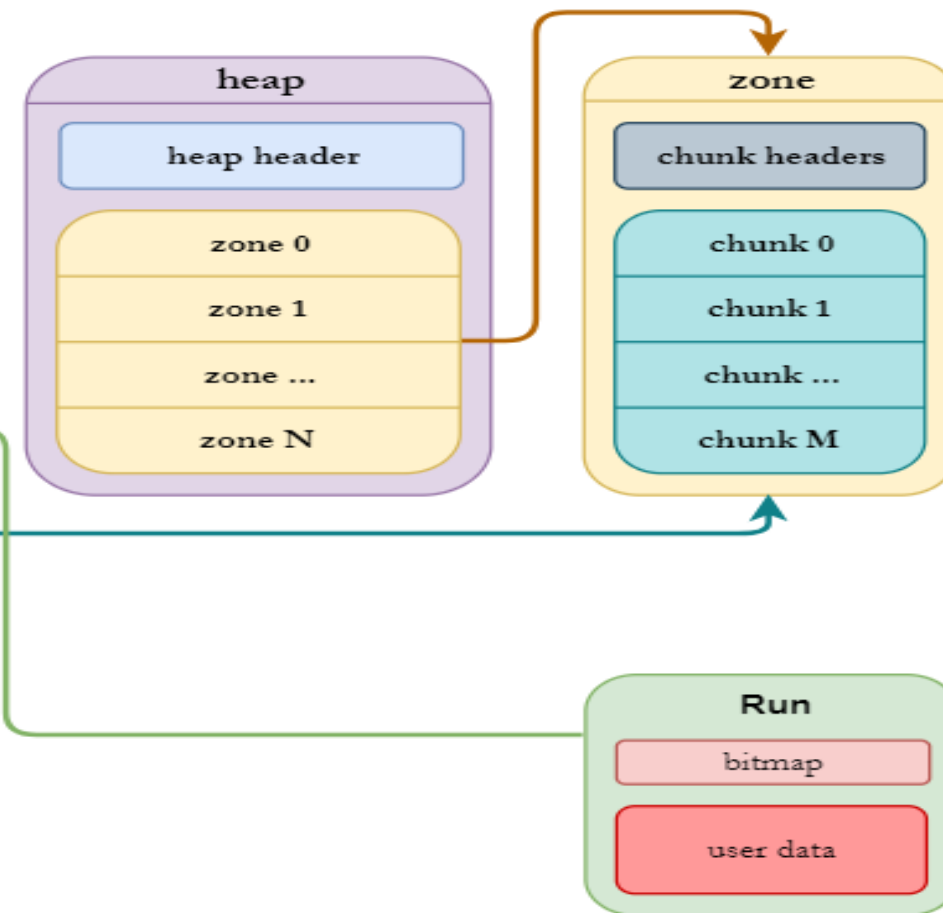 heap
heap header
zone 0
zone 1
zone ...
zone N
zone
chunk headers
chunk 0
chunk 1
chunk ...
chunk M
Run
bitmap
user data